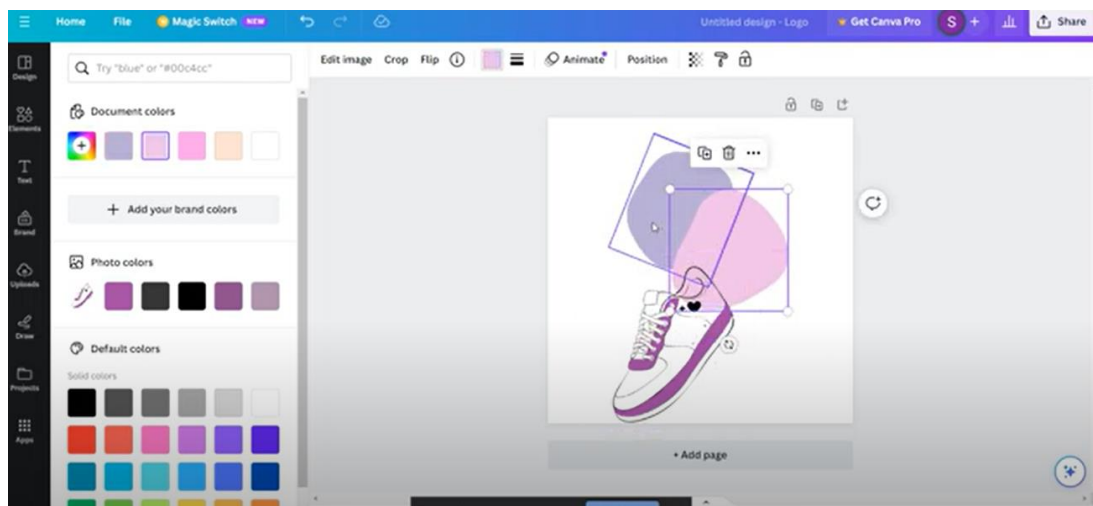 Home File Magic Switch NEW Untitled design - Logo Get Canva Pro S + Share
Edit image Crop Flip Animate Position
Design
Elements
Text
Brand
Uploads
Draw
Projects
Apps
Try "blue" or "#00c4cc"
Document colors
+ Add your brand colors
Photo colors
Default colors
Solid colors
+ Add page